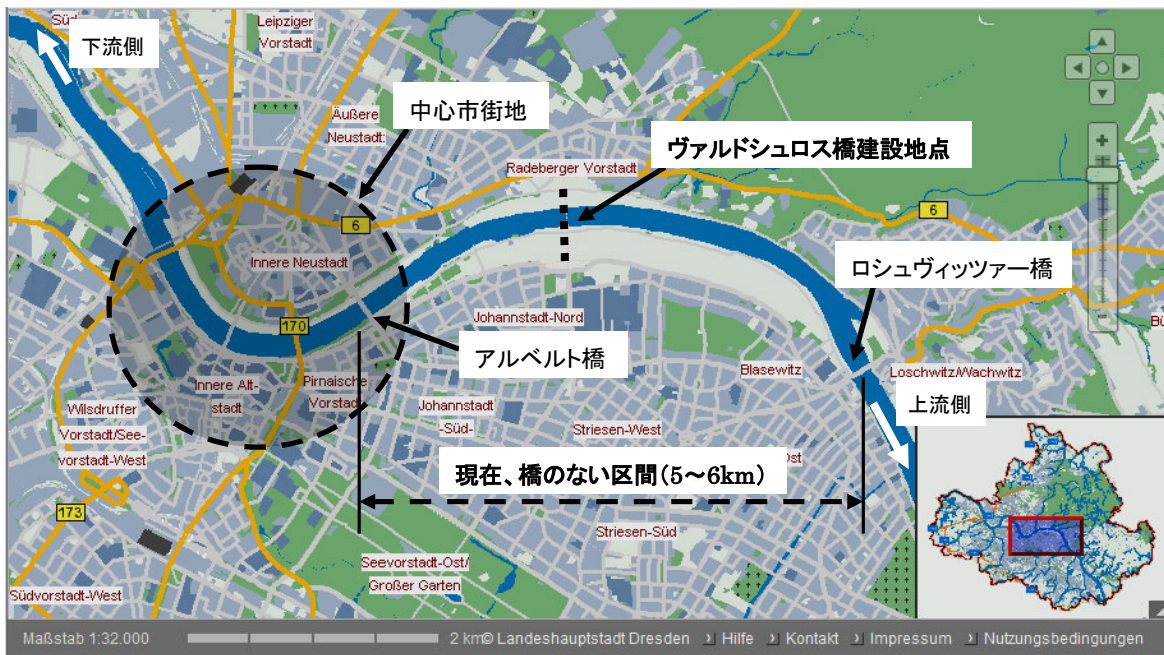 Süd
下流側
Leipziger
Vorstadt
中心市街地
Äußere
Neustadt
ヴァルドシュロス橋建設地点
Radeberger Vorstadt
6
6
Innere Neustadt
ロシュヴィッツァー橋
170
Johannstadt-Nord
アルベルト橋
Blasewitz
Loschwitz/Wachwitz
Innere Alt-
stadt
Pirnaische
Vorstad
上流側
Wilsdruffer
Vorstadt/See-
vorstadt-West
Johannstadt
-Süd-
Striesen-West
Ost
現在、橋のない区間(5~6km)
173
Striesen-Süd
Seevorstadt-Ost/
Großer Garten
Südvorstadt-West
Maßstab 1:32.000
2 km © Landeshauptstadt Dresden
Hilfe
Kontakt
Impressum
Nutzungsbedingungen